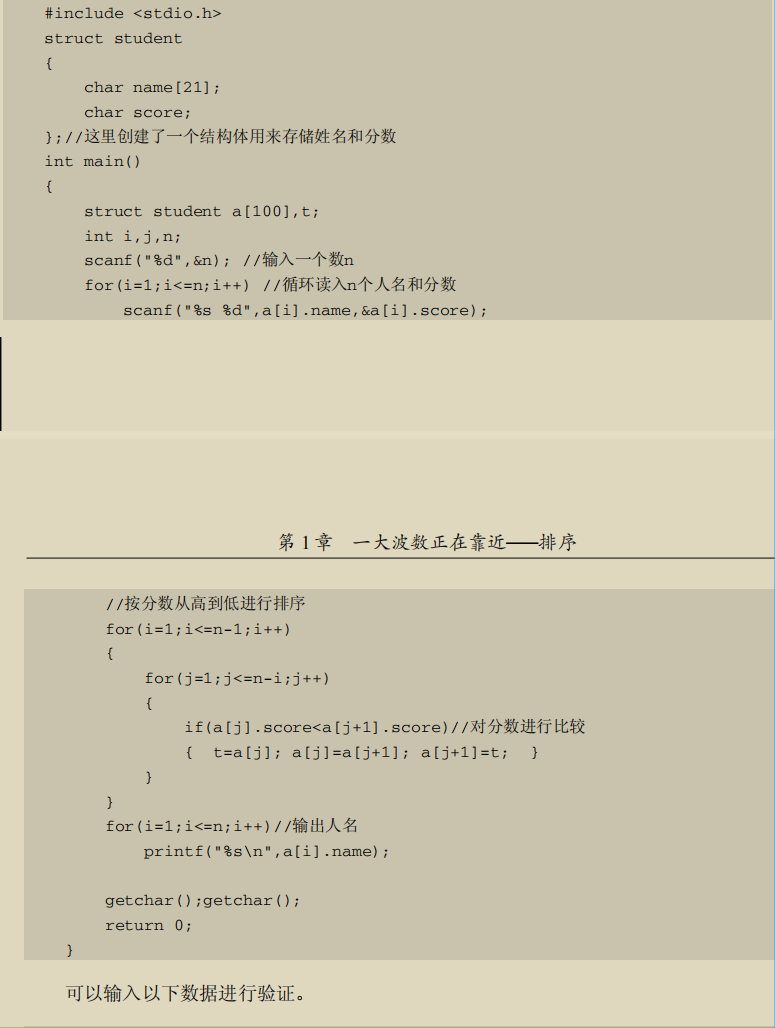 #include <stdio.h>
struct student
{
    char name[21];
    char score;
};//这里创建了一个结构体用来存储姓名和分数
int main()
{
    struct student a[100],t;
    int i,j,n;
    scanf("%d",&n); //输入一个数n
    for(i=1;i<=n;i++) //循环读入n个人名和分数
        scanf("%s %d",a[i].name,&a[i].score);
第 1 章 一大波数正在靠近——排序
    //按分数从高到低进行排序
    for(i=1;i<=n-1;i++)
    {
        for(j=1;j<=n-i;j++)
        {
            if(a[j].score<a[j+1].score)//对分数进行比较
            {  t=a[j]; a[j]=a[j+1]; a[j+1]=t;  }
        }
    }
    for(i=1;i<=n;i++)//输出人名
        printf("%s\n",a[i].name);
    getchar();getchar();
    return 0;
}
可以输入以下数据进行验证。